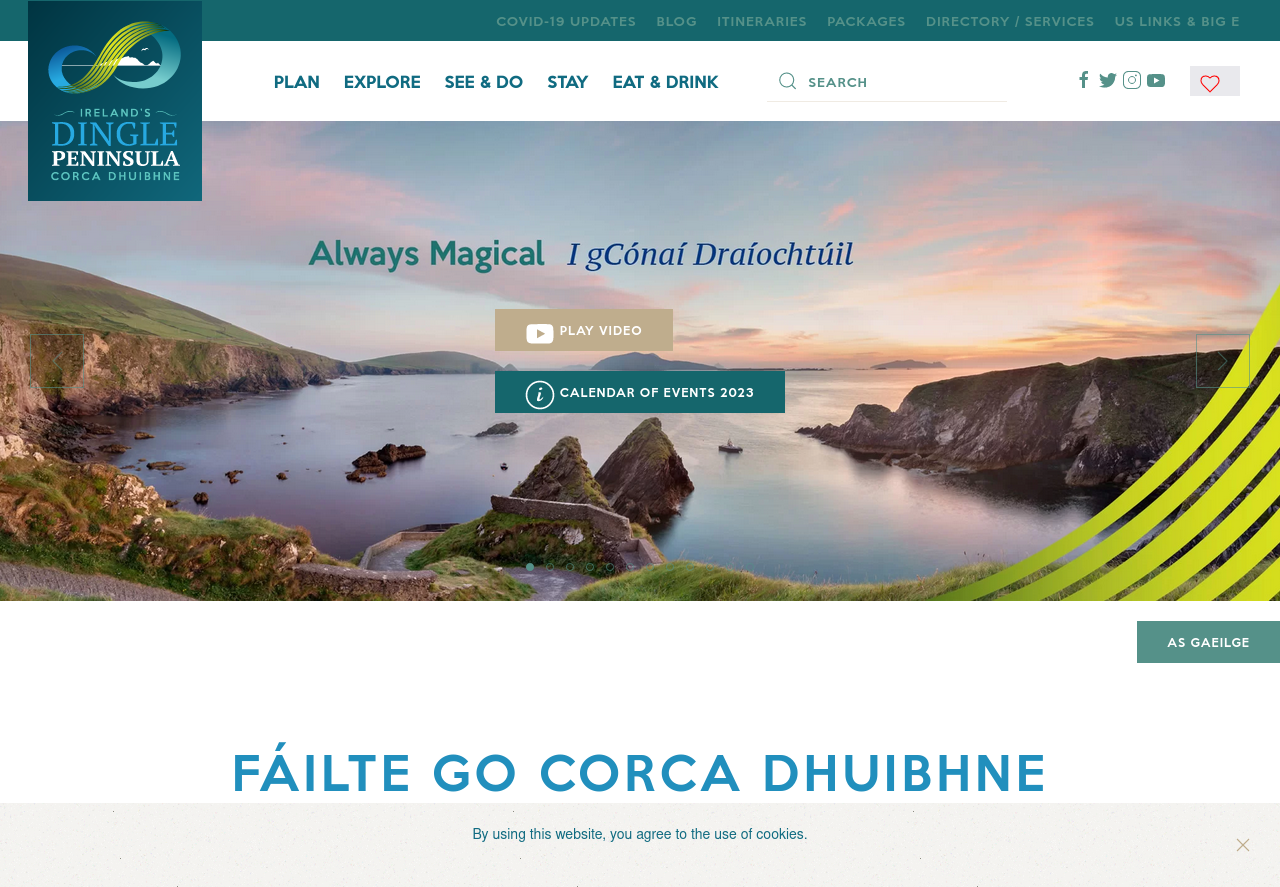 COVID-19 UPDATES BLOG ITINERARIES PACKAGES DIRECTORY / SERVICES US LINKS & BIG E
IRELAND'S
DINGLE
PENINSULA
CORCA DHUIBHNE
PLAN EXPLORE SEE & DO STAY EAT & DRINK SEARCH
Always Magical I gCónaí Draíochtúil
PLAY VIDEO
CALENDAR OF EVENTS 2023
AS GAEILGE
FÁILTE GO CORCA DHUIBHNE
By using this website, you agree to the use of cookies.